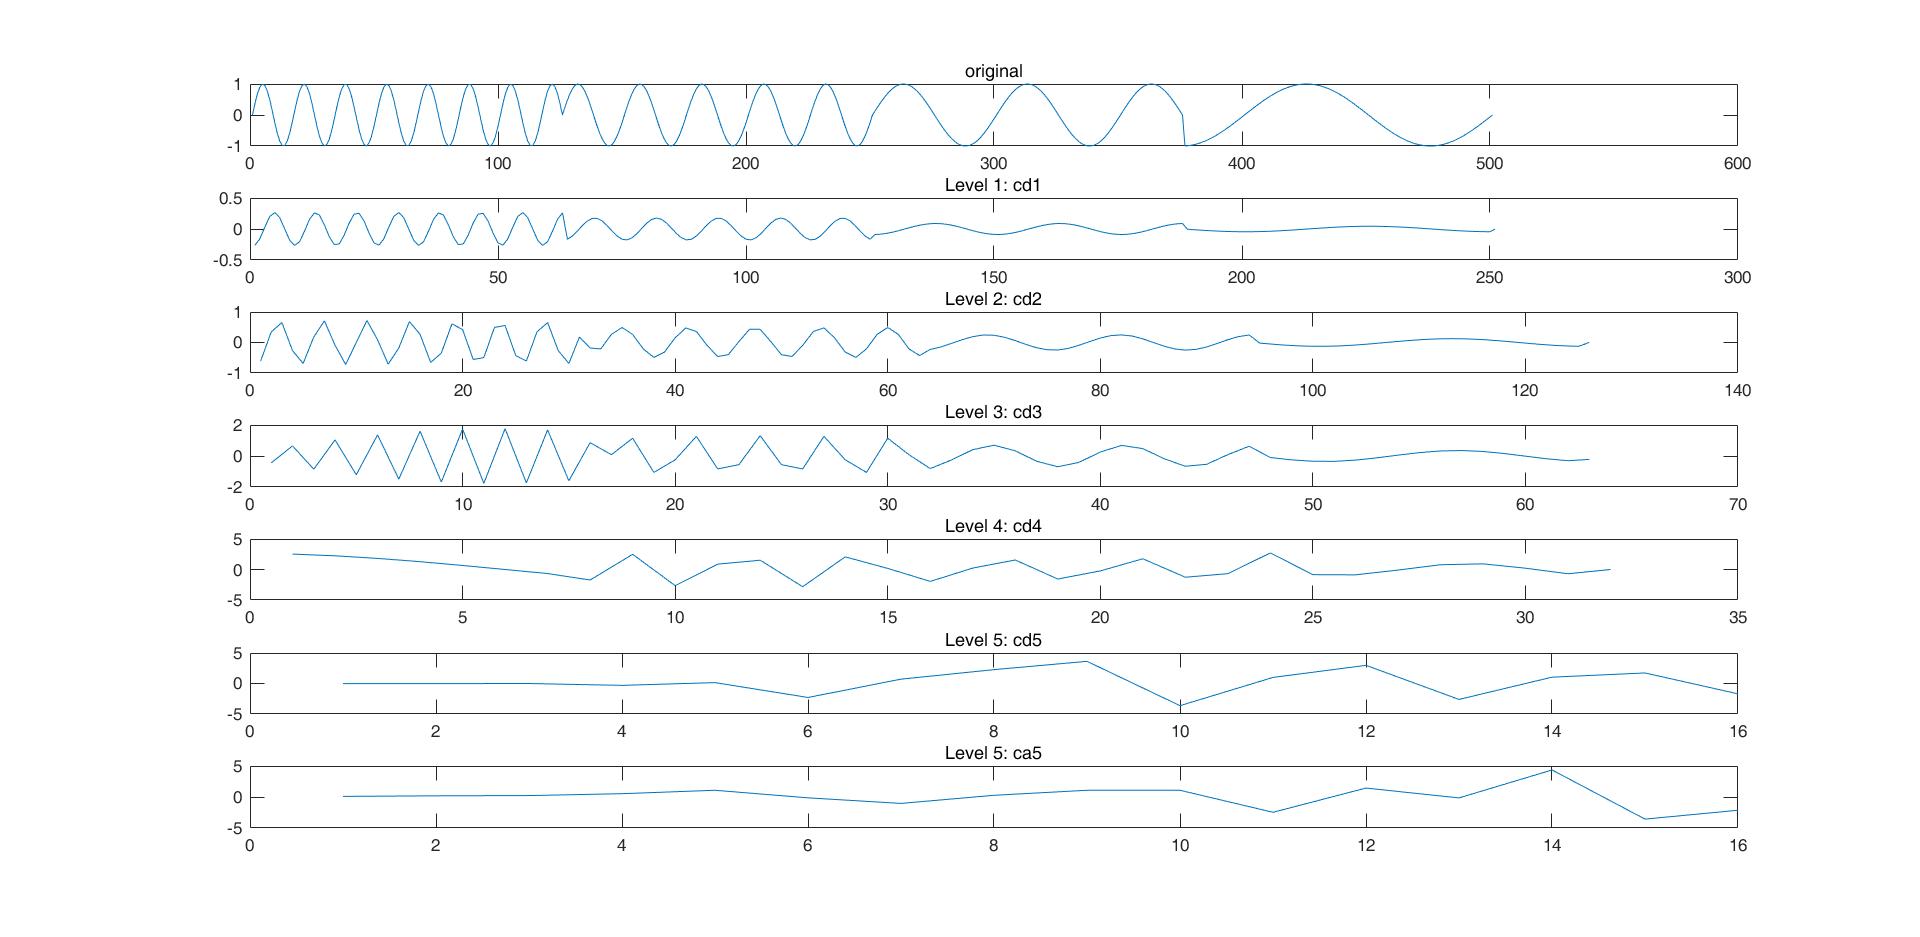 original
1
0
-1
0 100 200 300 400 500 600
Level 1: cd1
0.5
0
-0.5
0 50 100 150 200 250 300
Level 2: cd2
1
0
-1
0 20 40 60 80 100 120 140
Level 3: cd3
2
0
-2
0 10 20 30 40 50 60 70
Level 4: cd4
5
0
-5
0 5 10 15 20 25 30 35
Level 5: cd5
5
0
-5
0 2 4 6 8 10 12 14 16
Level 5: ca5
5
0
-5
0 2 4 6 8 10 12 14 16